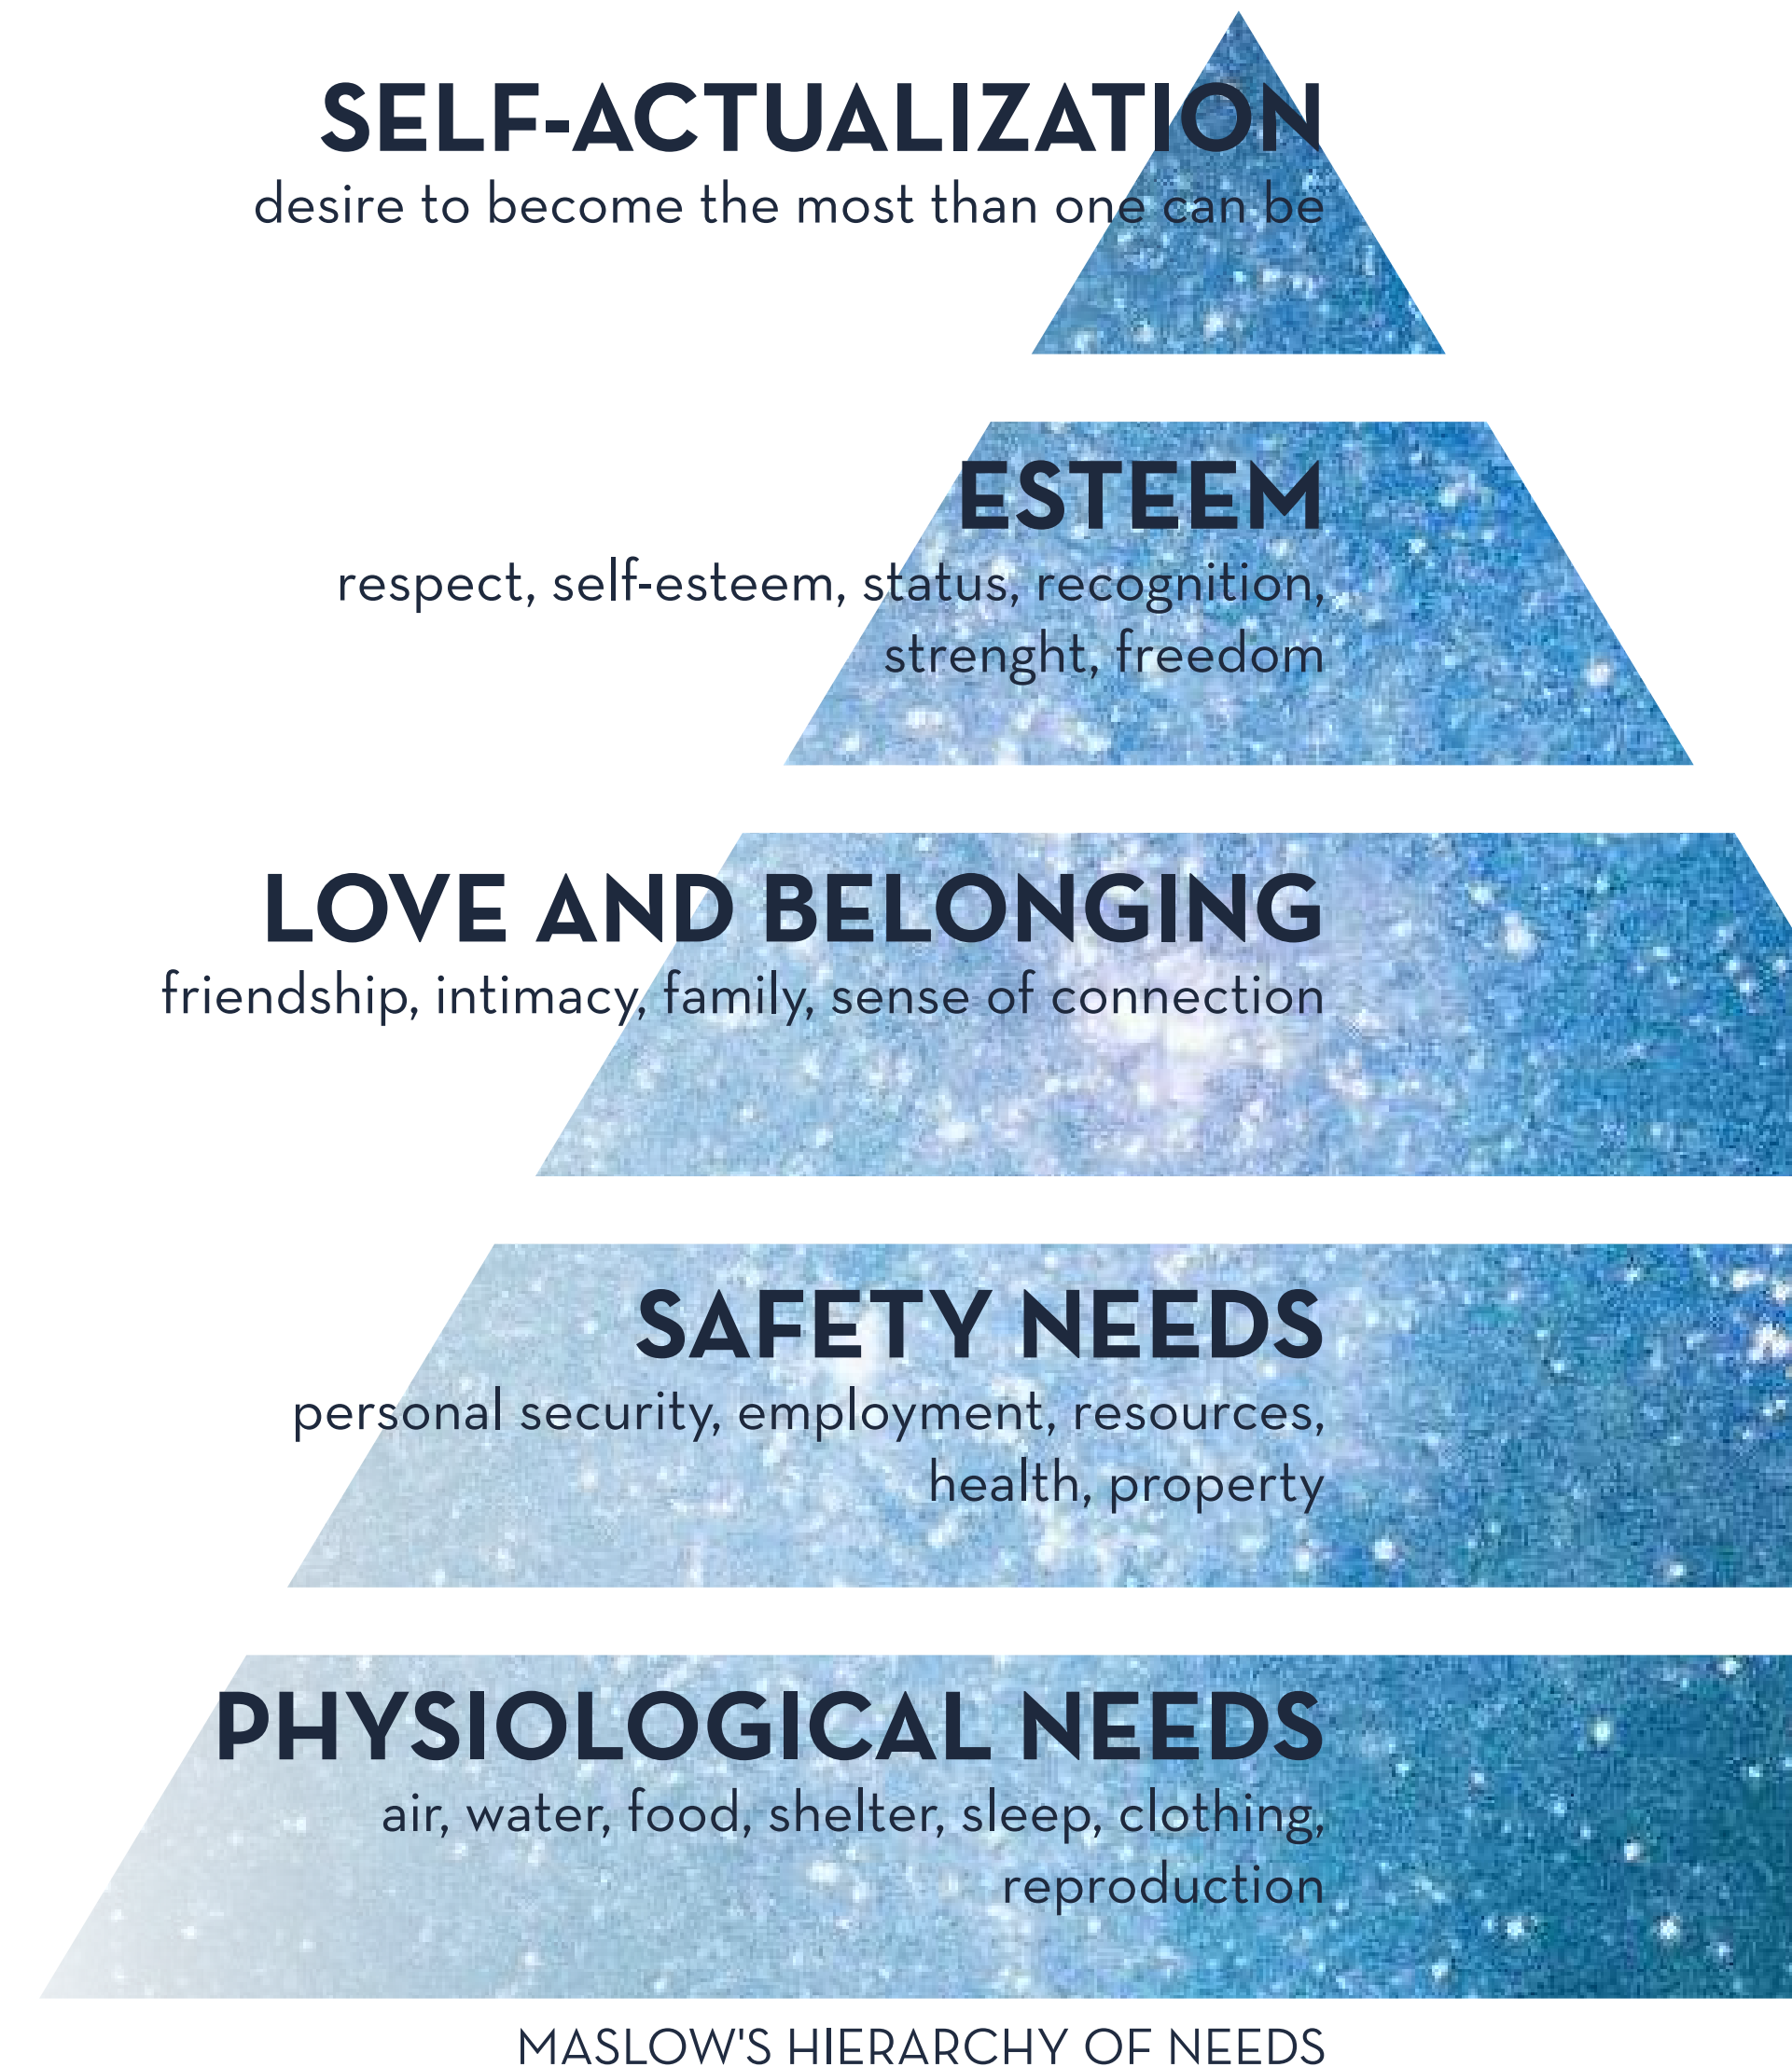 SELF-ACTUALIZATION
desire to become the most than one can be
ESTEEM
respect, self-esteem, status, recognition,
strenght, freedom
LOVE AND BELONGING
friendship, intimacy, family, sense of connection
SAFETY NEEDS
personal security, employment, resources,
health, property
PHYSIOLOGICAL NEEDS
air, water, food, shelter, sleep, clothing,
reproduction
MASLOW'S HIERARCHY OF NEEDS